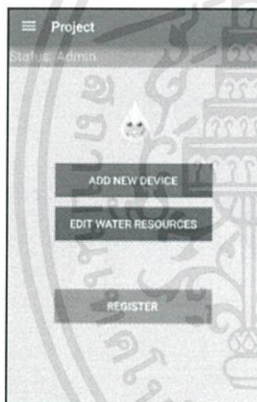 Project
Status: Admin
ADD NEW DEVICE
EDIT WATER RESOURCES
REGISTER